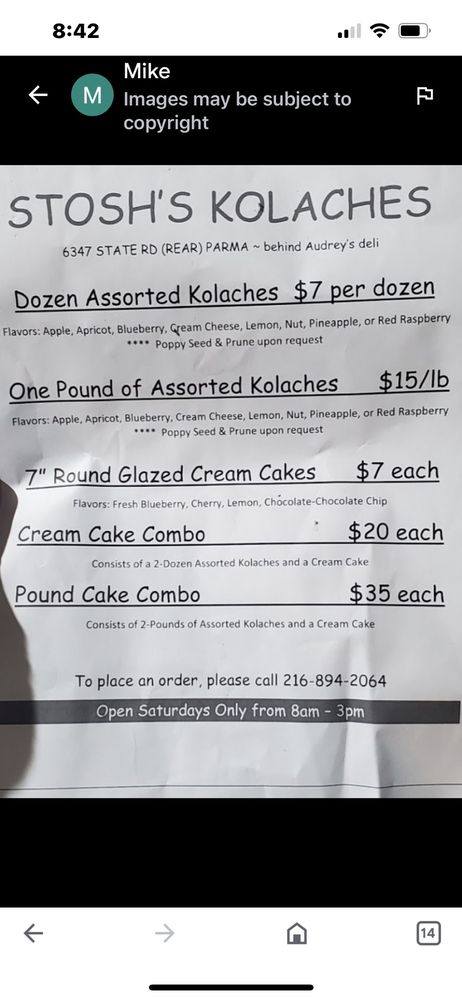 8:42
Mike
M
Images may be subject to
copyright
STOSH'S KOLACHES
6347 STATE RD (REAR) PARMA ~ behind Audrey's deli
Dozen Assorted Kolaches $7 per dozen
Flavors: Apple, Apricot, Blueberry, Cream Cheese, Lemon, Nut, Pineapple, or Red Raspberry
**** Poppy Seed & Prune upon request
One Pound of Assorted Kolaches $15/lb
Flavors: Apple, Apricot, Blueberry, Cream Cheese, Lemon, Nut, Pineapple, or Red Raspberry
**** Poppy Seed & Prune upon request
7" Round Glazed Cream Cakes $7 each
Flavors: Fresh Blueberry, Cherry, Lemon, Chocolate-Chocolate Chip
Cream Cake Combo $20 each
Consists of a 2-Dozen Assorted Kolaches and a Cream Cake
Pound Cake Combo $35 each
Consists of 2-Pounds of Assorted Kolaches and a Cream Cake
To place an order, please call 216-894-2064
Open Saturdays Only from 8am - 3pm
14